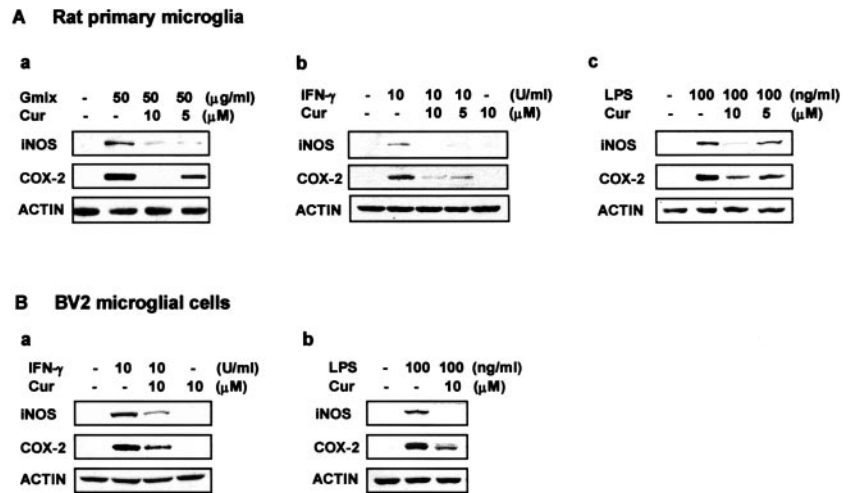 A Rat primary microglia
a
Gmix - 50 50 50 (μg/ml)
Cur - - 10 5 (μM)
iNOS
COX-2
ACTIN
b
IFN-γ - 10 10 10 - (U/ml)
Cur - - 10 5 10 (μM)
iNOS
COX-2
ACTIN
c
LPS - 100 100 100 (ng/ml)
Cur - - 10 5 (μM)
iNOS
COX-2
ACTIN
B BV2 microglial cells
a
IFN-γ - 10 10 - (U/ml)
Cur - - 10 10 (μM)
iNOS
COX-2
ACTIN
b
LPS - 100 100 (ng/ml)
Cur - - 10 (μM)
iNOS
COX-2
ACTIN